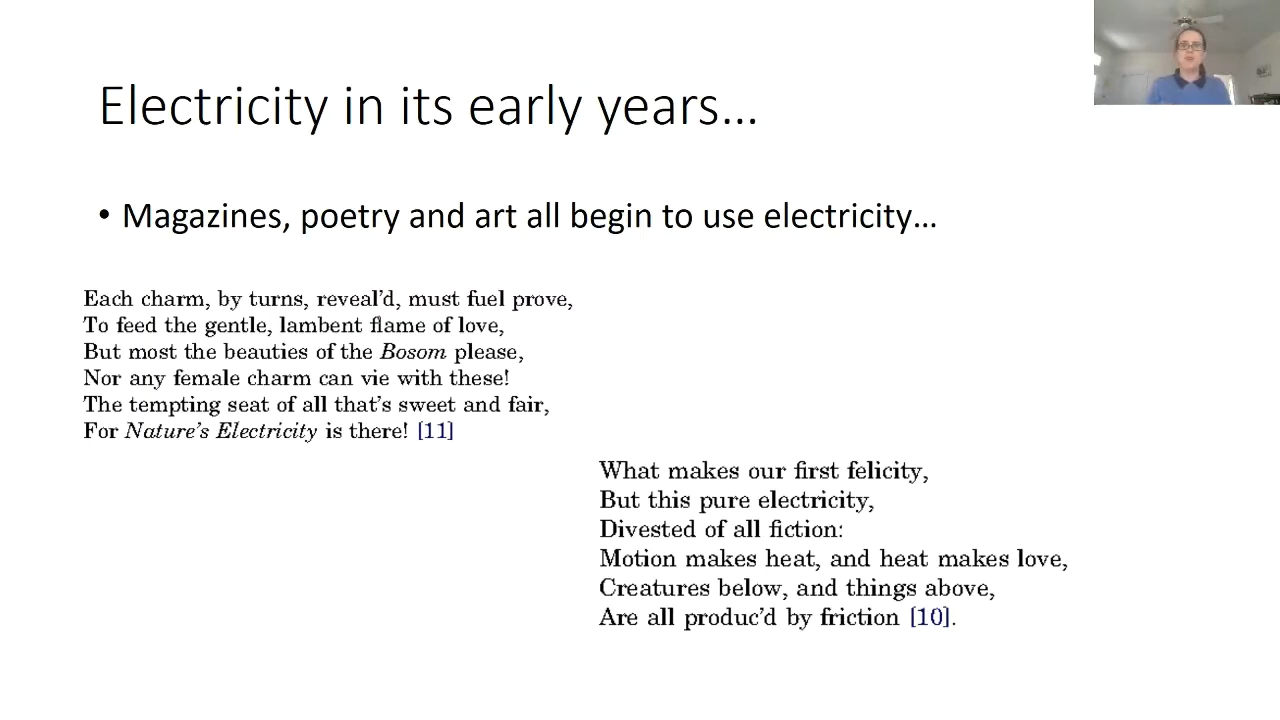 Electricity in its early years...
• Magazines, poetry and art all begin to use electricity...
Each charm, by turns, reveal'd, must fuel prove,
To feed the gentle, lambent flame of love,
But most the beauties of the Bosom please,
Nor any female charm can vie with these!
The tempting seat of all that's sweet and fair,
For Nature's Electricity is there! [11]
What makes our first felicity,
But this pure electricity,
Divested of all fiction:
Motion makes heat, and heat makes love,
Creatures below, and things above,
Are all produc'd by friction [10].